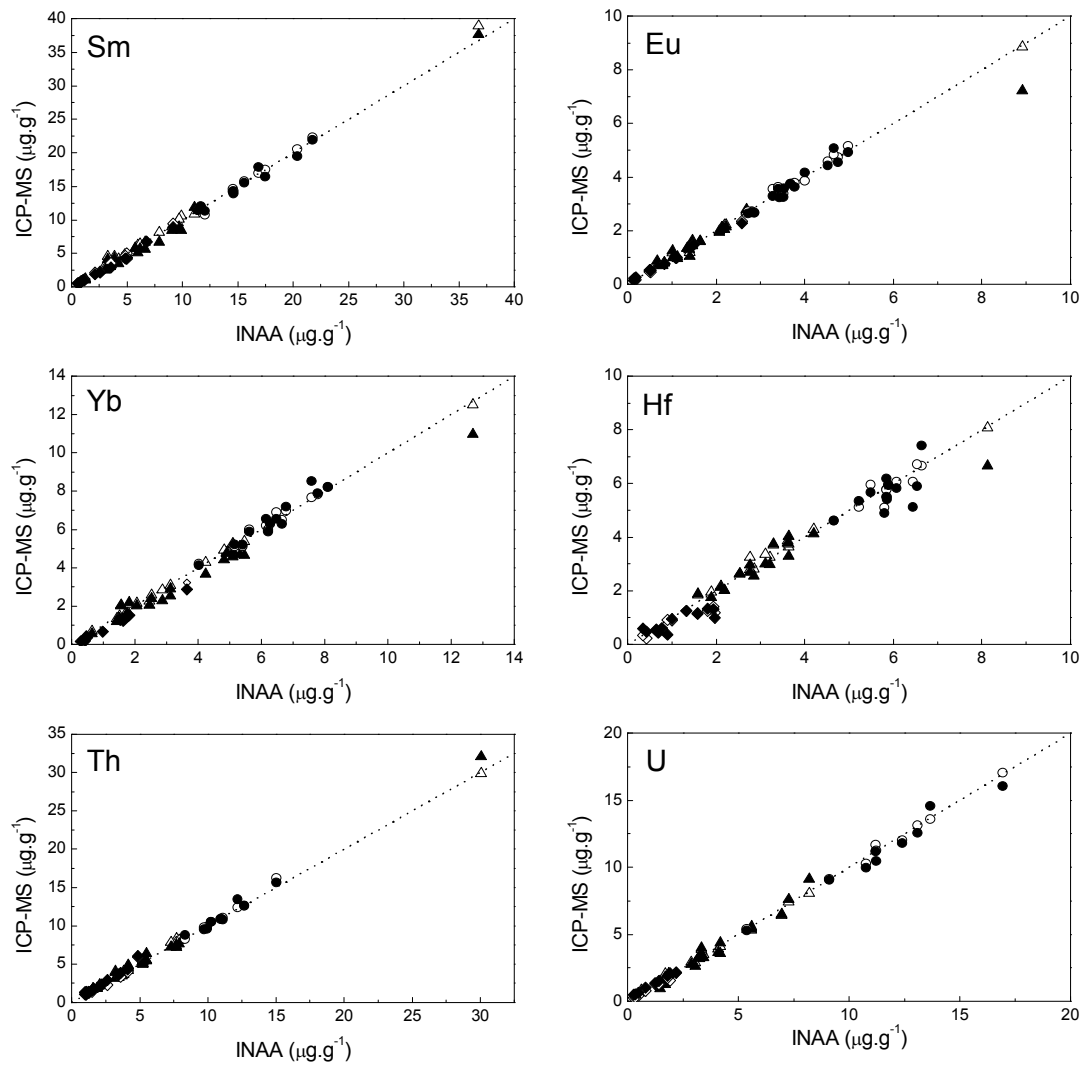 Sm
40
35
30
25
20
15
10
5
0
ICP-MS (μg.g⁻¹)
0 5 10 15 20 25 30 35 40
INAA (μg.g⁻¹)
Eu
10
8
6
4
2
0
ICP-MS (μg.g⁻¹)
0 2 4 6 8 10
INAA (μg.g⁻¹)
Yb
14
12
10
8
6
4
2
0
ICP-MS (μg.g⁻¹)
0 2 4 6 8 10 12 14
INAA (μg.g⁻¹)
Hf
10
8
6
4
2
0
ICP-MS (μg.g⁻¹)
0 2 4 6 8 10
INAA (μg.g⁻¹)
Th
35
30
25
20
15
10
5
0
ICP-MS (μg.g⁻¹)
0 5 10 15 20 25 30
INAA (μg.g⁻¹)
U
20
15
10
5
0
ICP-MS (μg.g⁻¹)
0 5 10 15 20
INAA (μg.g⁻¹)